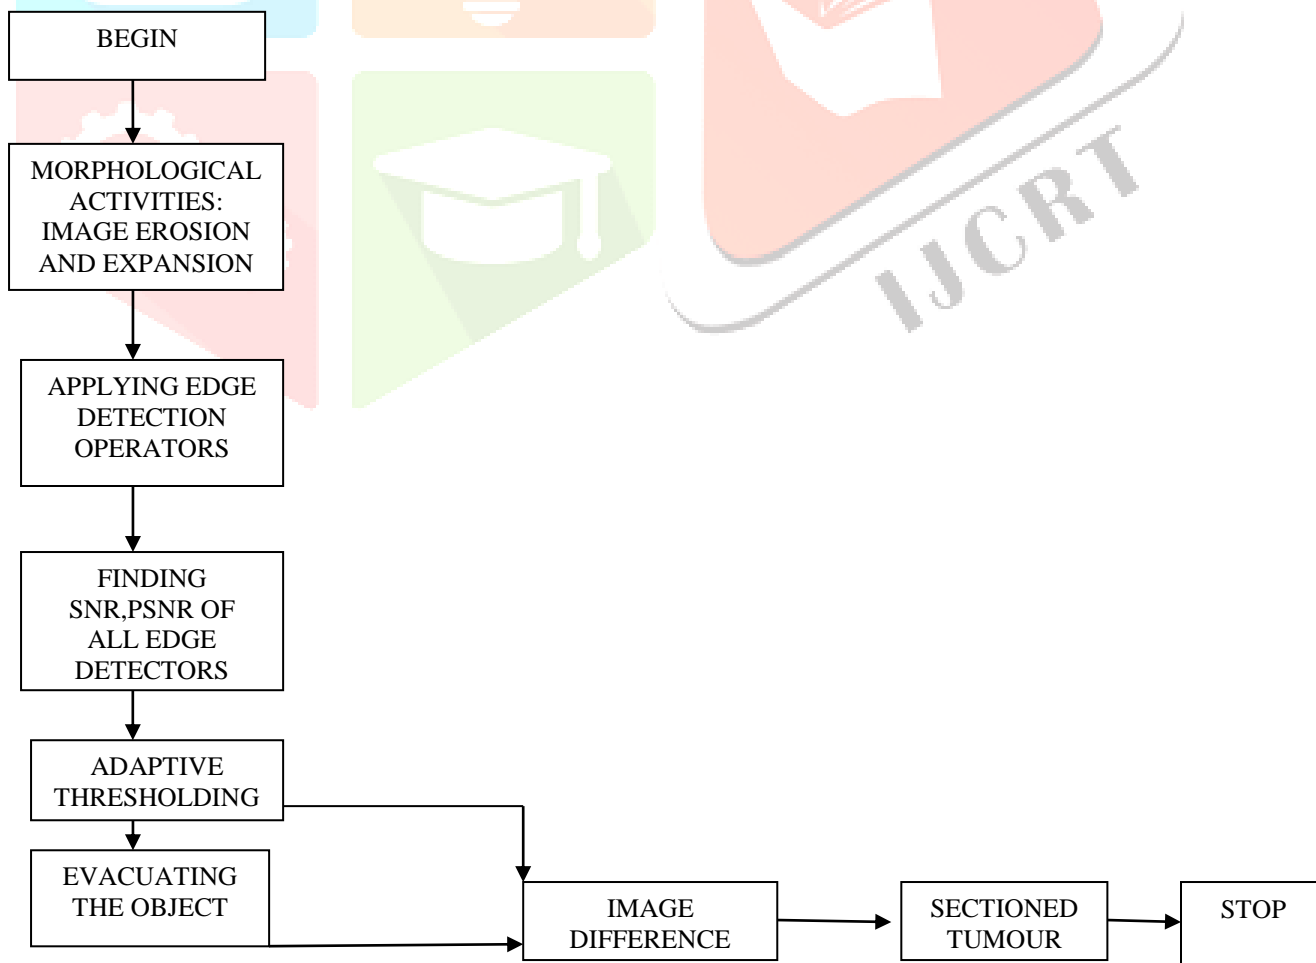 BEGIN
MORPHOLOGICAL
ACTIVITIES:
IMAGE EROSION
AND EXPANSION
IJCRT
APPLYING EDGE
DETECTION
OPERATORS
FINDING
SNR,PSNR OF
ALL EDGE
DETECTORS
ADAPTIVE
THRESHOLDING
EVACUATING
THE OBJECT
IMAGE
DIFFERENCE
SECTIONED
TUMOUR
STOP